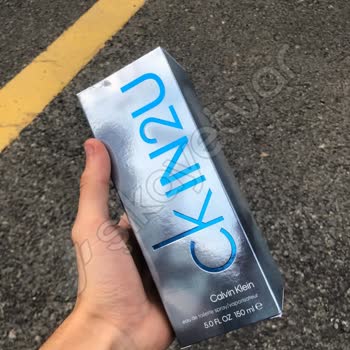 ckIN2U
Calvin Klein
eau de toilette spray/vaporisateur
5.0 FL OZ 150 ml e